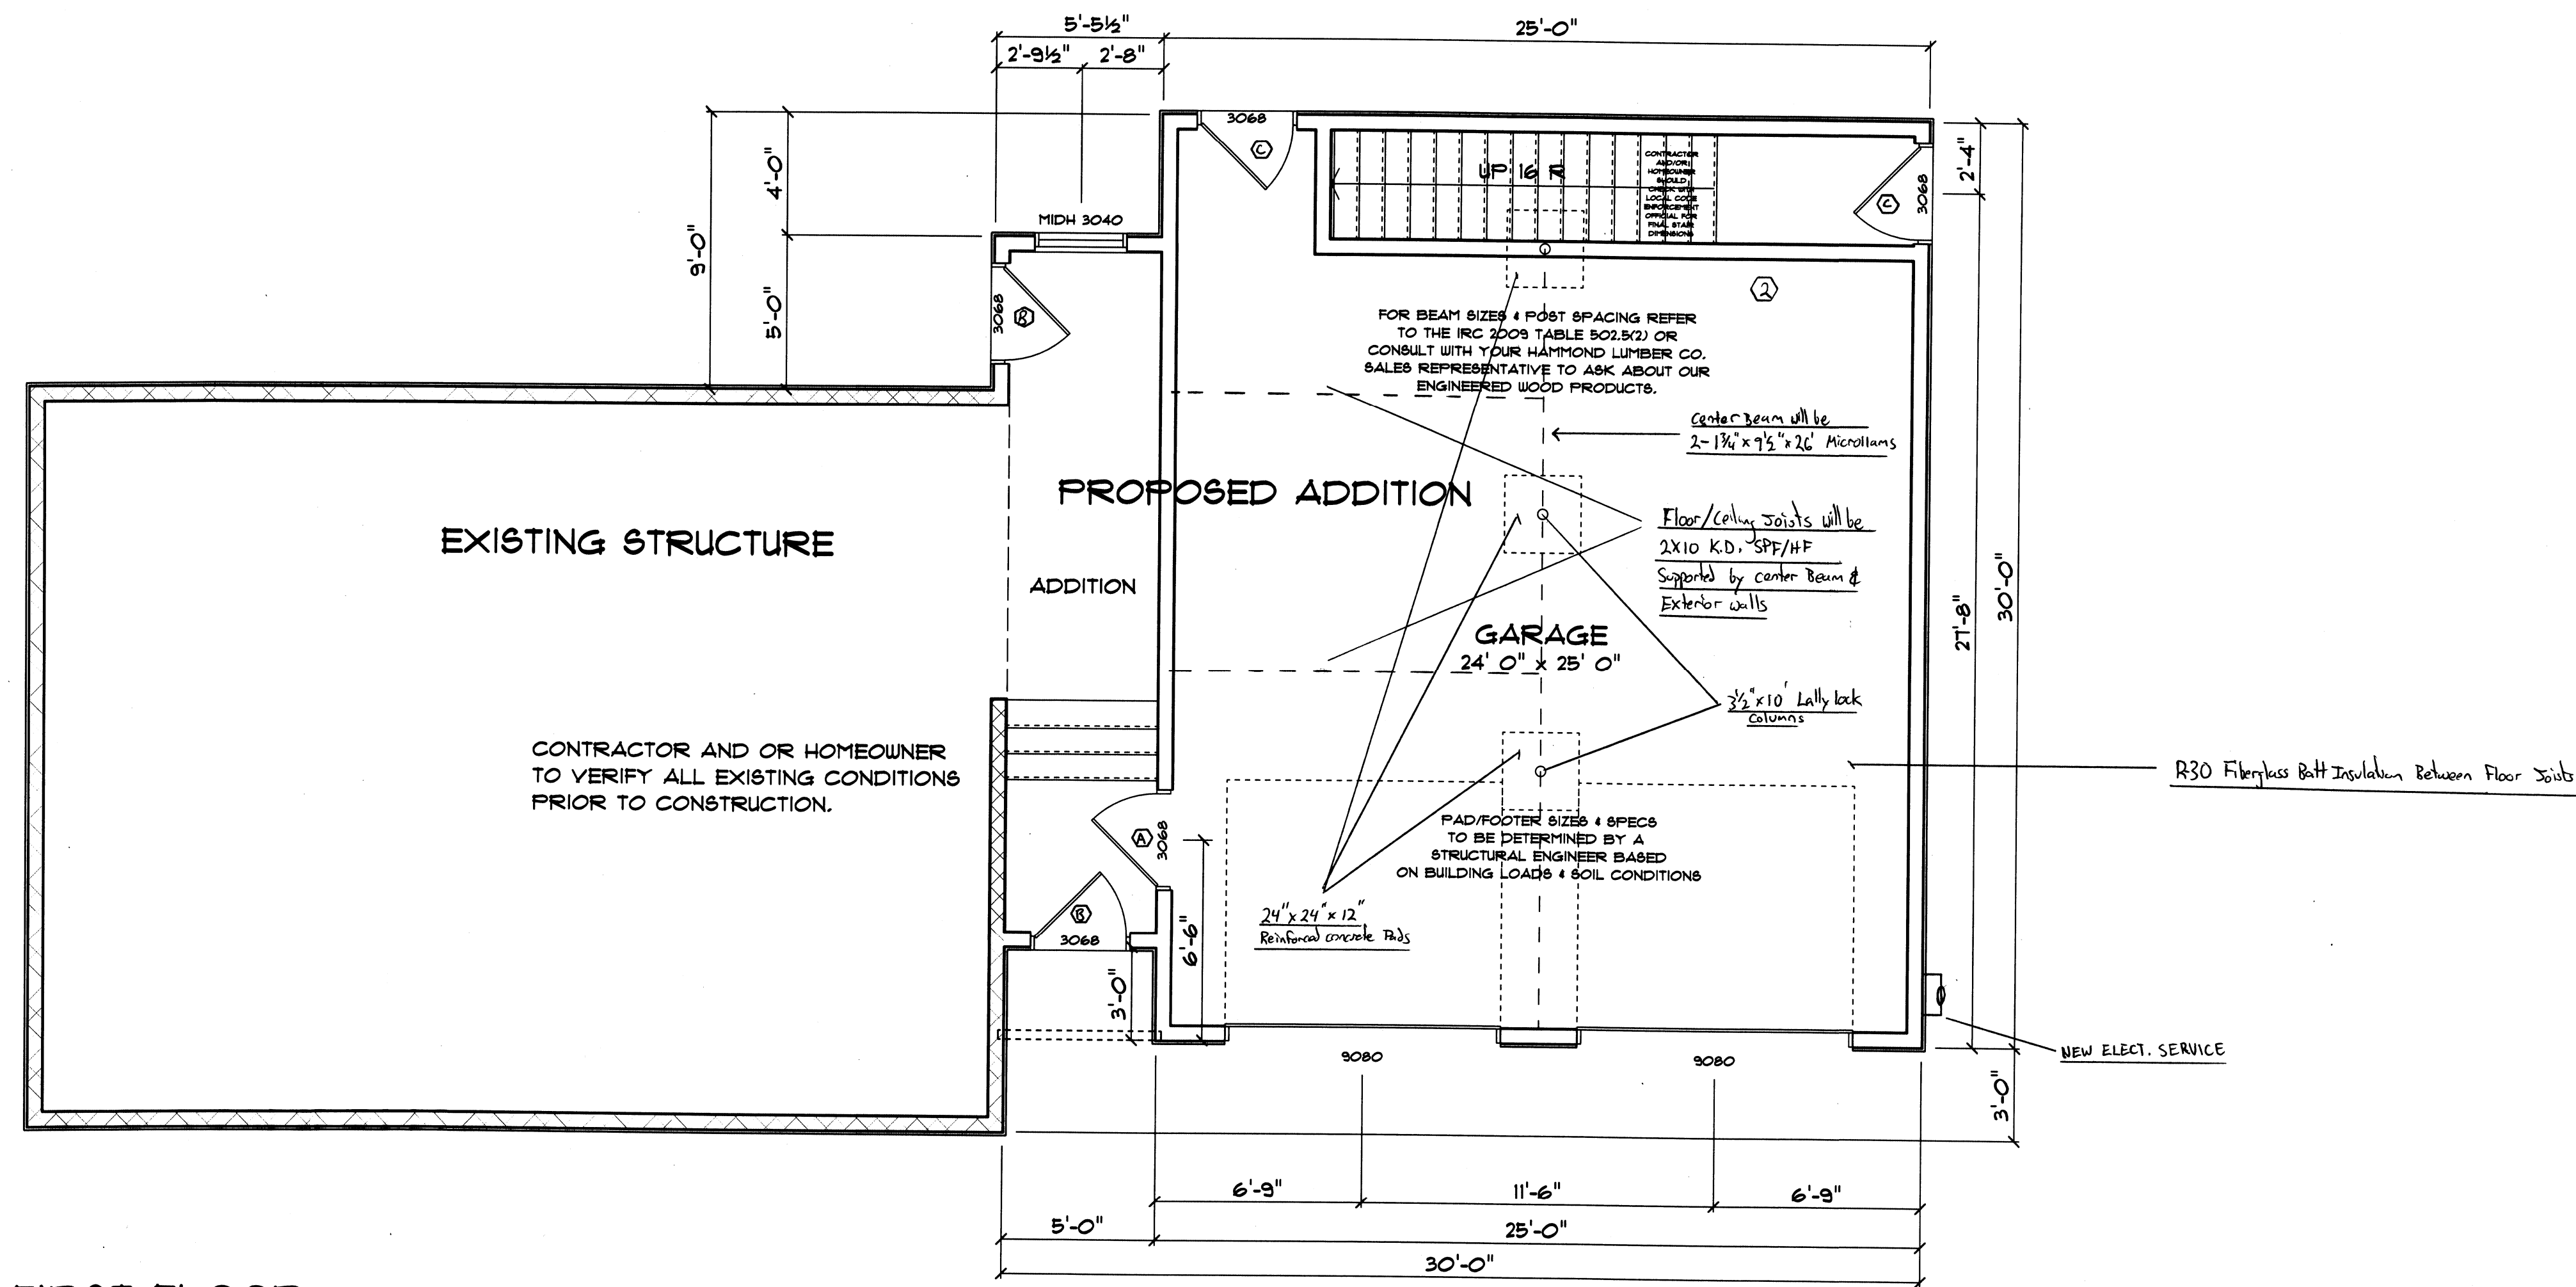 5'-5½"
25'-0"
2'-9½"
2'-8"
3068
C
4'-0"
9'-0"
5'-0"
MIDH 3040
3068
B
UP 16 R
CONTRACTOR
AND/OR
HOMEOWNER
SHOULD
CHECK WITH
LOCAL CODE
ENFORCEMENT
OFFICIAL FOR
FINAL STAIR
DIMENSIONS
C
3068
2'-4"
2
FOR BEAM SIZES & POST SPACING REFER
TO THE IRC 2009 TABLE 502.5(2) OR
CONSULT WITH YOUR HAMMOND LUMBER CO.
SALES REPRESENTATIVE TO ASK ABOUT OUR
ENGINEERED WOOD PRODUCTS.
Center Beam will be
2-1¾"x9½"x26' Microllams
PROPOSED ADDITION
EXISTING STRUCTURE
ADDITION
Floor/Ceiling Joists will be
2X10 K.D. SPF/HF
Supported by Center Beam &
Exterior walls
GARAGE
24' 0" x 25' 0"
27'-8"
30'-0"
3½"x10' Lally lock
Columns
CONTRACTOR AND OR HOMEOWNER
TO VERIFY ALL EXISTING CONDITIONS
PRIOR TO CONSTRUCTION.
R-30 Fiberglass Batt Insulation Between Floor Joists
A
3068
PAD/FOOTER SIZES & SPECS
TO BE DETERMINED BY A
STRUCTURAL ENGINEER BASED
ON BUILDING LOADS & SOIL CONDITIONS
B
3068
6'-6"
3'-0"
24"x24"x12"
Reinforced concrete Pads
9080
9080
NEW ELECT. SERVICE
3'-0"
6'-9"
11'-6"
6'-9"
5'-0"
25'-0"
30'-0"
FIRST FLOOR